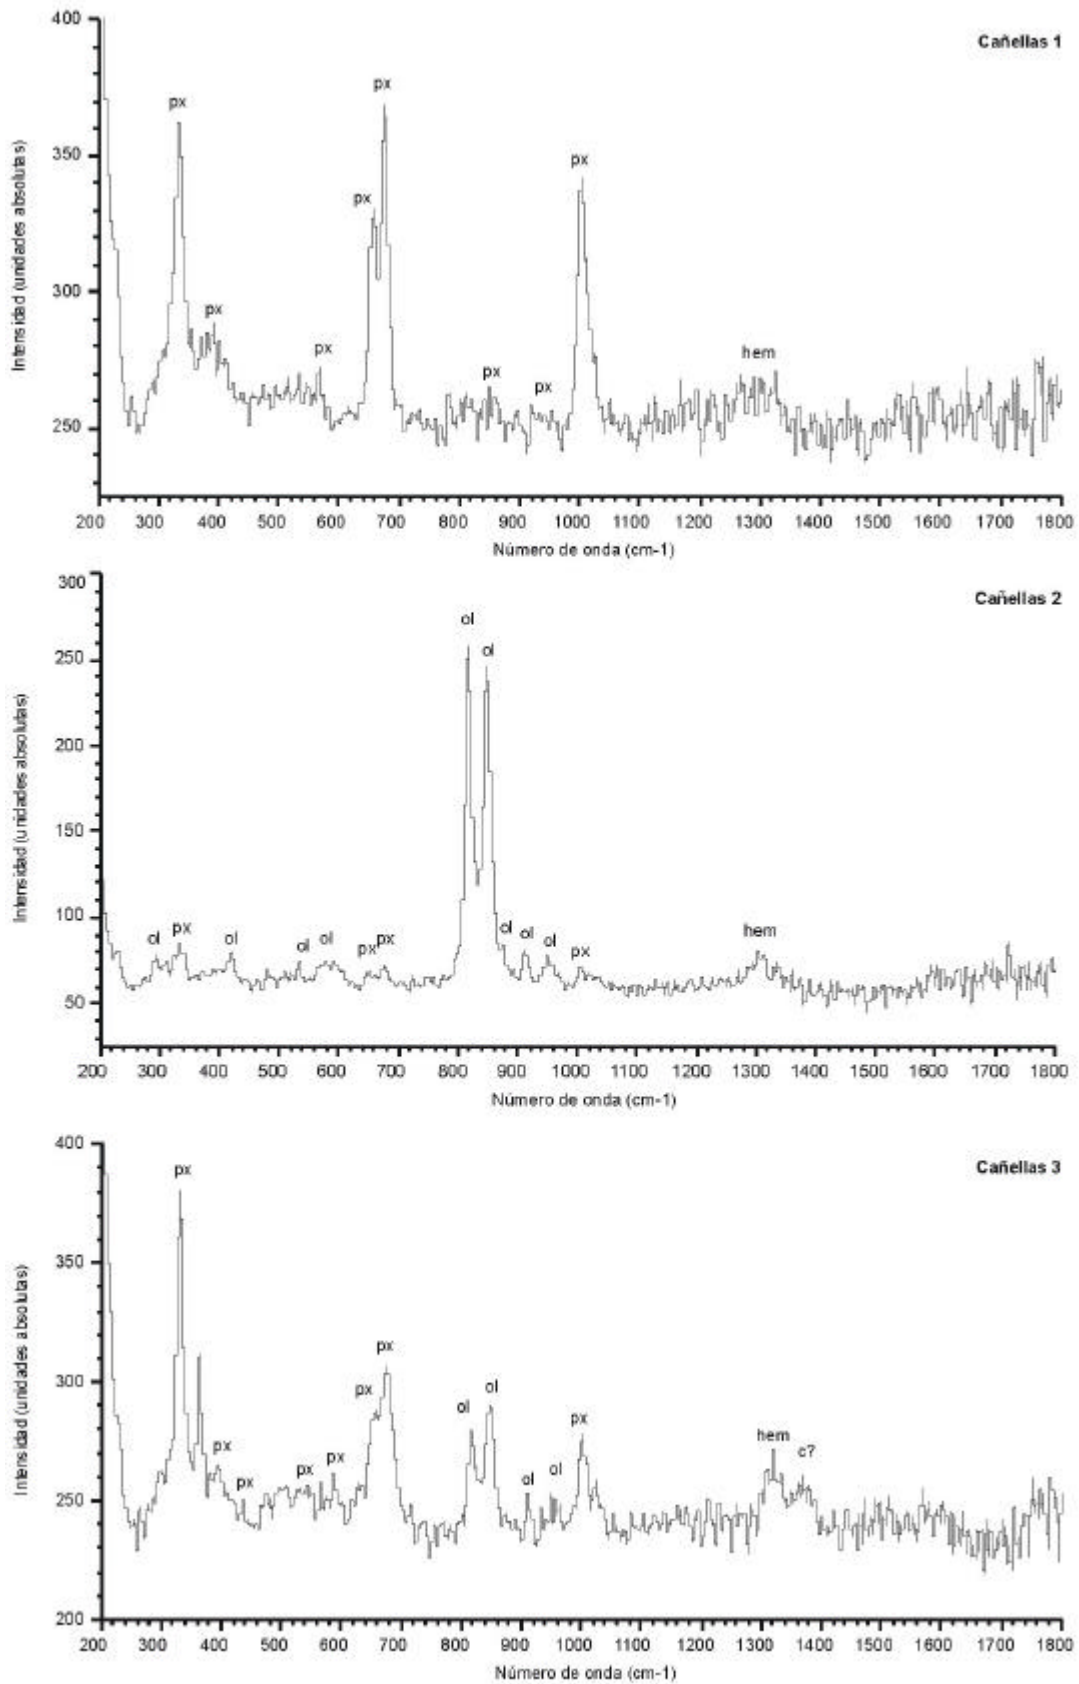 Cañellas 1
Intensidad (unidades absolutas)
400
350
300
250
px
px
px
px
px
px
px
px
px
hem
200 300 400 500 600 700 800 900 1000 1100 1200 1300 1400 1500 1600 1700 1800
Número de onda (cm-1)
Cañellas 2
Intensidad (unidades absolutas)
300
250
200
150
100
50
ol
ol
ol
px
ol
ol
ol
px
px
ol
ol
ol
px
hem
200 300 400 500 600 700 800 900 1000 1100 1200 1300 1400 1500 1600 1700 1800
Número de onda (cm-1)
Cañellas 3
Intensidad (unidades absolutas)
400
350
300
250
200
px
px
px
px
px
px
px
ol
ol
ol
ol
px
hem
c?
200 300 400 500 600 700 800 900 1000 1100 1200 1300 1400 1500 1600 1700 1800
Número de onda (cm-1)